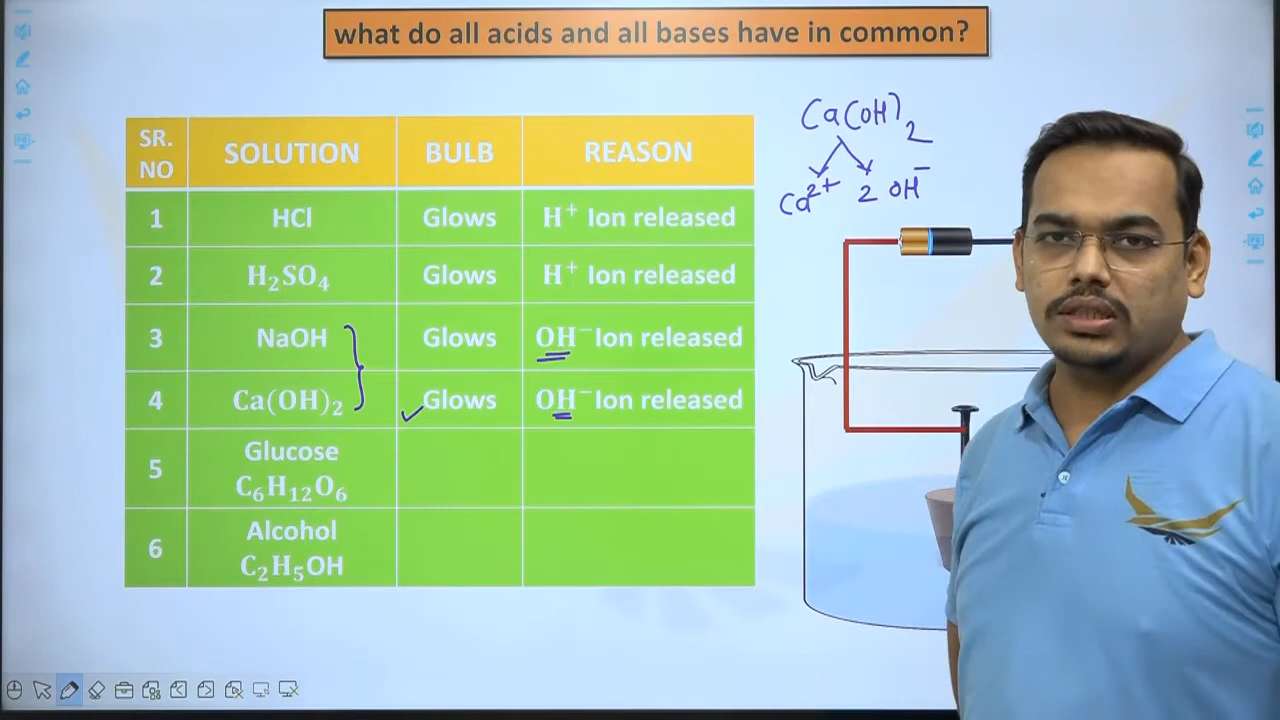 what do all acids and all bases have in common?
SR. NO SOLUTION BULB REASON
1 HCl Glows H⁺ Ion released
2 H₂SO₄ Glows H⁺ Ion released
3 NaOH Glows OH⁻ Ion released
4 Ca(OH)₂ Glows OH⁻ Ion released
5 Glucose C₆H₁₂O₆
6 Alcohol C₂H₅OH
Ca(OH)₂
Ca²⁺ 2 OH⁻